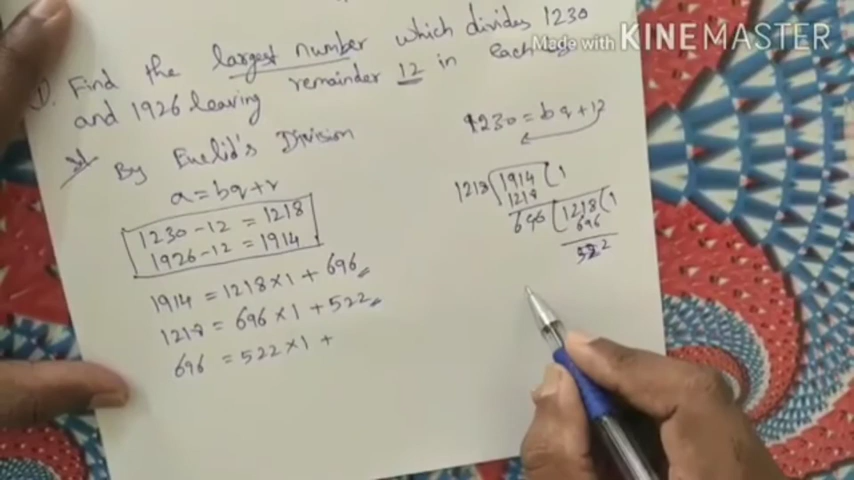 Made with KINEMASTER
1). Find the largest number which divides 1230
and 1926 leaving remainder 12 in each
Sol By Euclid's Division
a = bq + r
1230 - 12 = 1218
1926 - 12 = 1914
1914 = 1218 × 1 + 696
1218 = 696 × 1 + 522
696 = 522 × 1 +
1230 = bq + 12
1218 ( 1914 ( 1
1218
696 ( 1218 ( 1
696
522